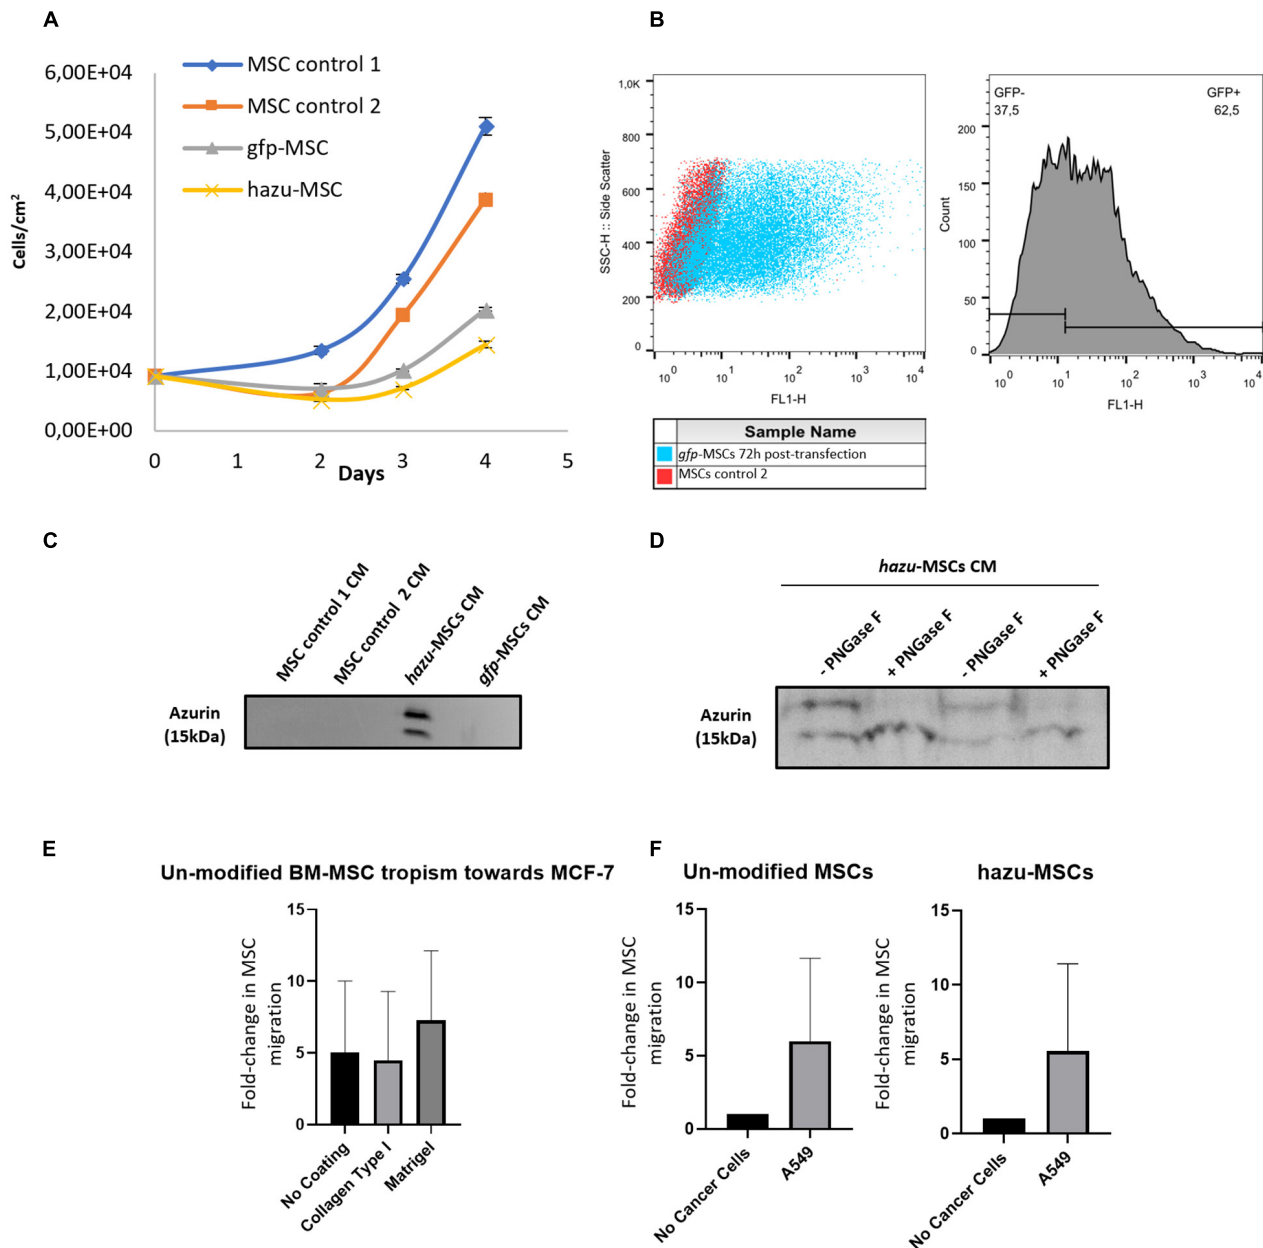 A
MSC control 1
MSC control 2
gfp-MSC
hazu-MSC
6,00E+04
5,00E+04
4,00E+04
3,00E+04
2,00E+04
1,00E+04
0,00E+00
Cells/cm²
0 1 2 3 4 5
Days
B
1,0K
800
600
400
200
0
SSC-H :: Side Scatter
10⁰ 10¹ 10² 10³ 10⁴
FL1-H
Sample Name
gfp-MSCs 72h post-transfection
MSCs control 2
GFP-
37,5
GFP+
62,5
200
150
100
50
0
Count
10⁰ 10¹ 10² 10³ 10⁴
FL1-H
C
MSC control 1 CM
MSC control 2 CM
hazu-MSCs CM
gfp-MSCs CM
Azurin
(15kDa)
D
hazu-MSCs CM
- PNGase F
+ PNGase F
- PNGase F
+ PNGase F
Azurin
(15kDa)
E
Un-modified BM-MSC tropism towards MCF-7
15
10
5
0
Fold-change in MSC
migration
No Coating
Collagen Type I
Matrigel
F
Un-modified MSCs
15
10
5
0
Fold-change in MSC
migration
No Cancer Cells
A549
hazu-MSCs
15
10
5
0
Fold-change in MSC
migration
No Cancer Cells
A549